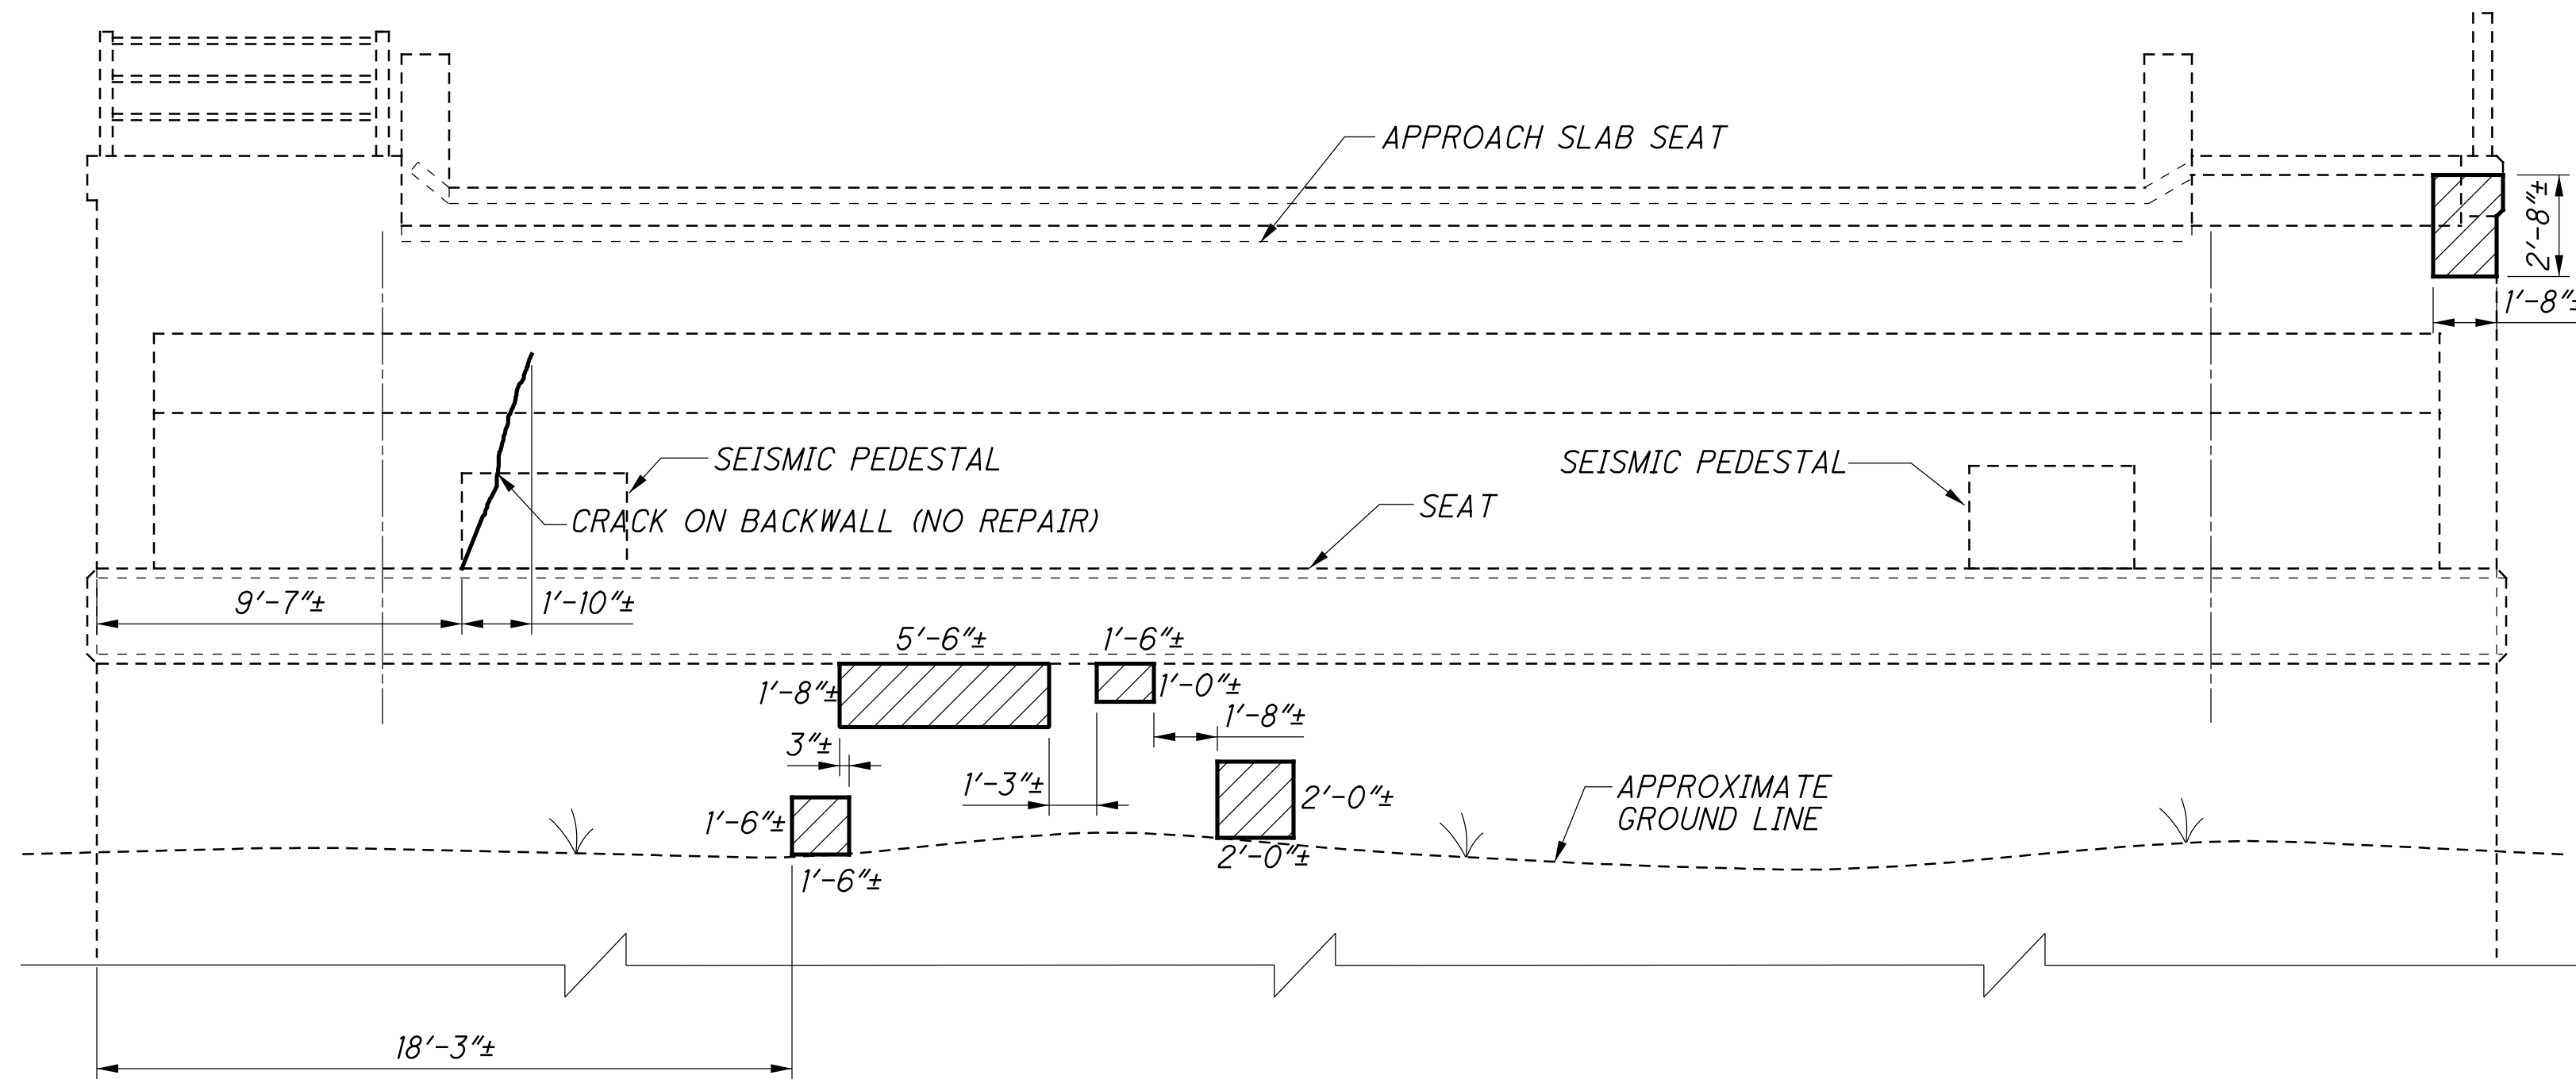 APPROACH SLAB SEAT
2'-8"±
1'-8"±
SEISMIC PEDESTAL
SEISMIC PEDESTAL
CRACK ON BACKWALL (NO REPAIR)
SEAT
9'-7"±
1'-10"±
5'-6"±
1'-6"±
1'-8"±
1'-0"±
1'-8"±
3"±
1'-3"±
APPROXIMATE
GROUND LINE
2'-0"±
1'-6"±
2'-0"±
1'-6"±
18'-3"±